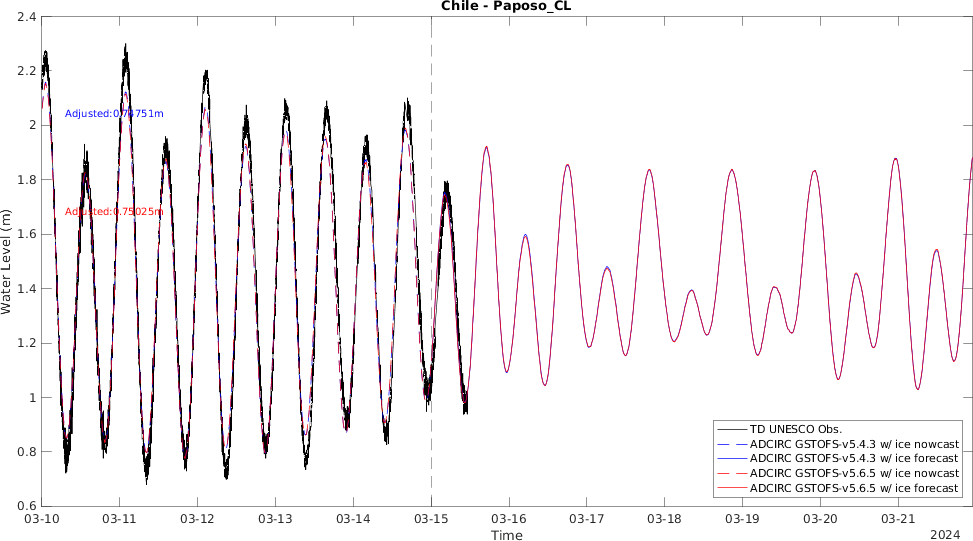 Chile - Paposo_CL
2.4
2.2
2
1.8
1.6
1.4
1.2
1
0.8
0.6
Water Level (m)
Adjusted:0.74751m
Adjusted:0.75025m
TD UNESCO Obs.
ADCIRC GSTOFS-v5.4.3 w/ ice nowcast
ADCIRC GSTOFS-v5.4.3 w/ ice forecast
ADCIRC GSTOFS-v5.6.5 w/ ice nowcast
ADCIRC GSTOFS-v5.6.5 w/ ice forecast
03-10 03-11 03-12 03-13 03-14 03-15 03-16 03-17 03-18 03-19 03-20 03-21
Time
2024